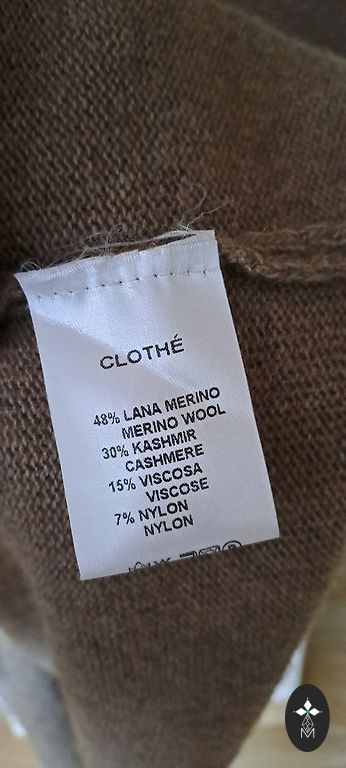 CLOTHÉ
48% LANA MERINO
MERINO WOOL
30% KASHMIR
CASHMERE
15% VISCOSA
VISCOSE
7% NYLON
NYLON
M